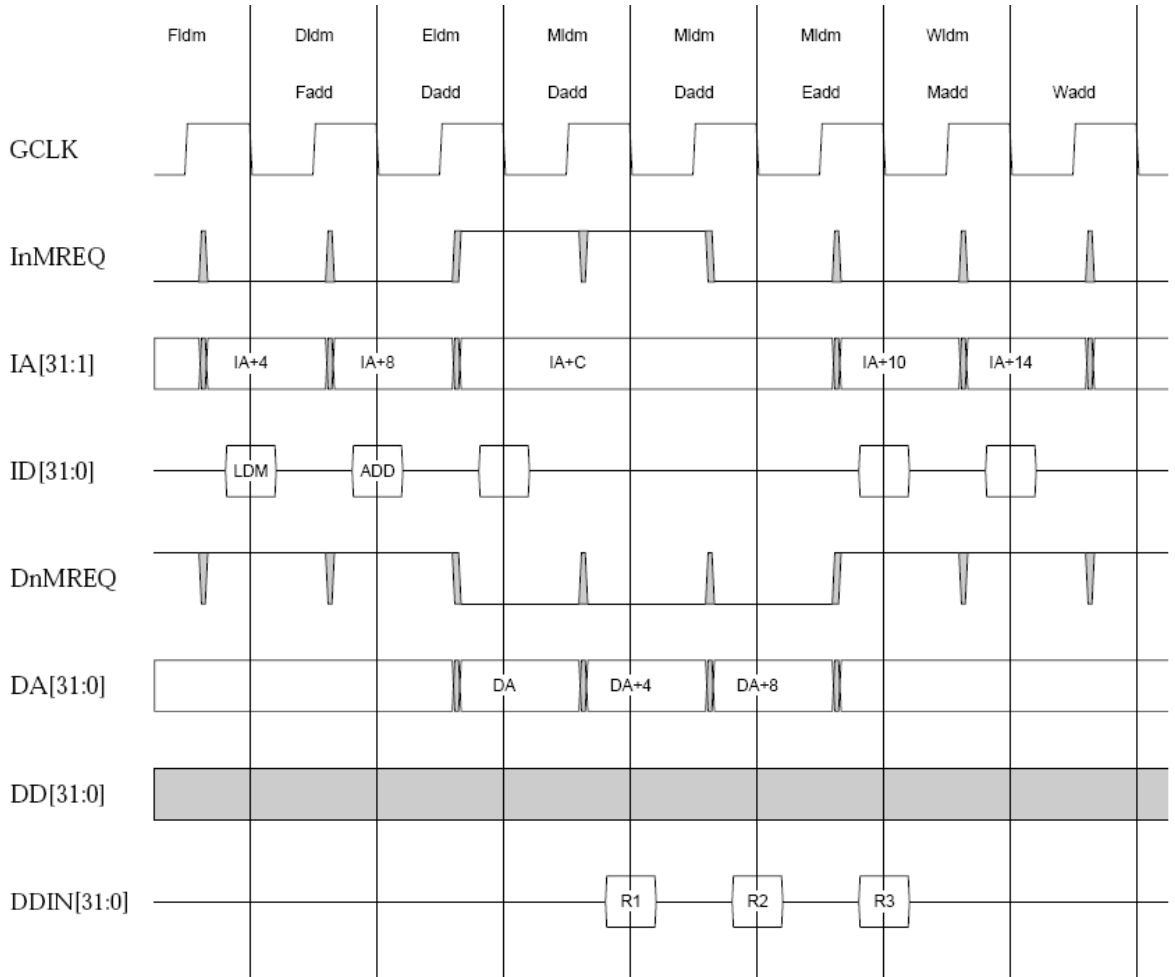 Fldm Dldm Eldm Mldm Mldm Mldm Wldm
Fadd Dadd Dadd Dadd Eadd Madd Wadd
GCLK
InMREQ
IA[31:1] IA+4 IA+8 IA+C IA+10 IA+14
ID[31:0] LDM ADD
DnMREQ
DA[31:0] DA DA+4 DA+8
DD[31:0]
DDIN[31:0] R1 R2 R3